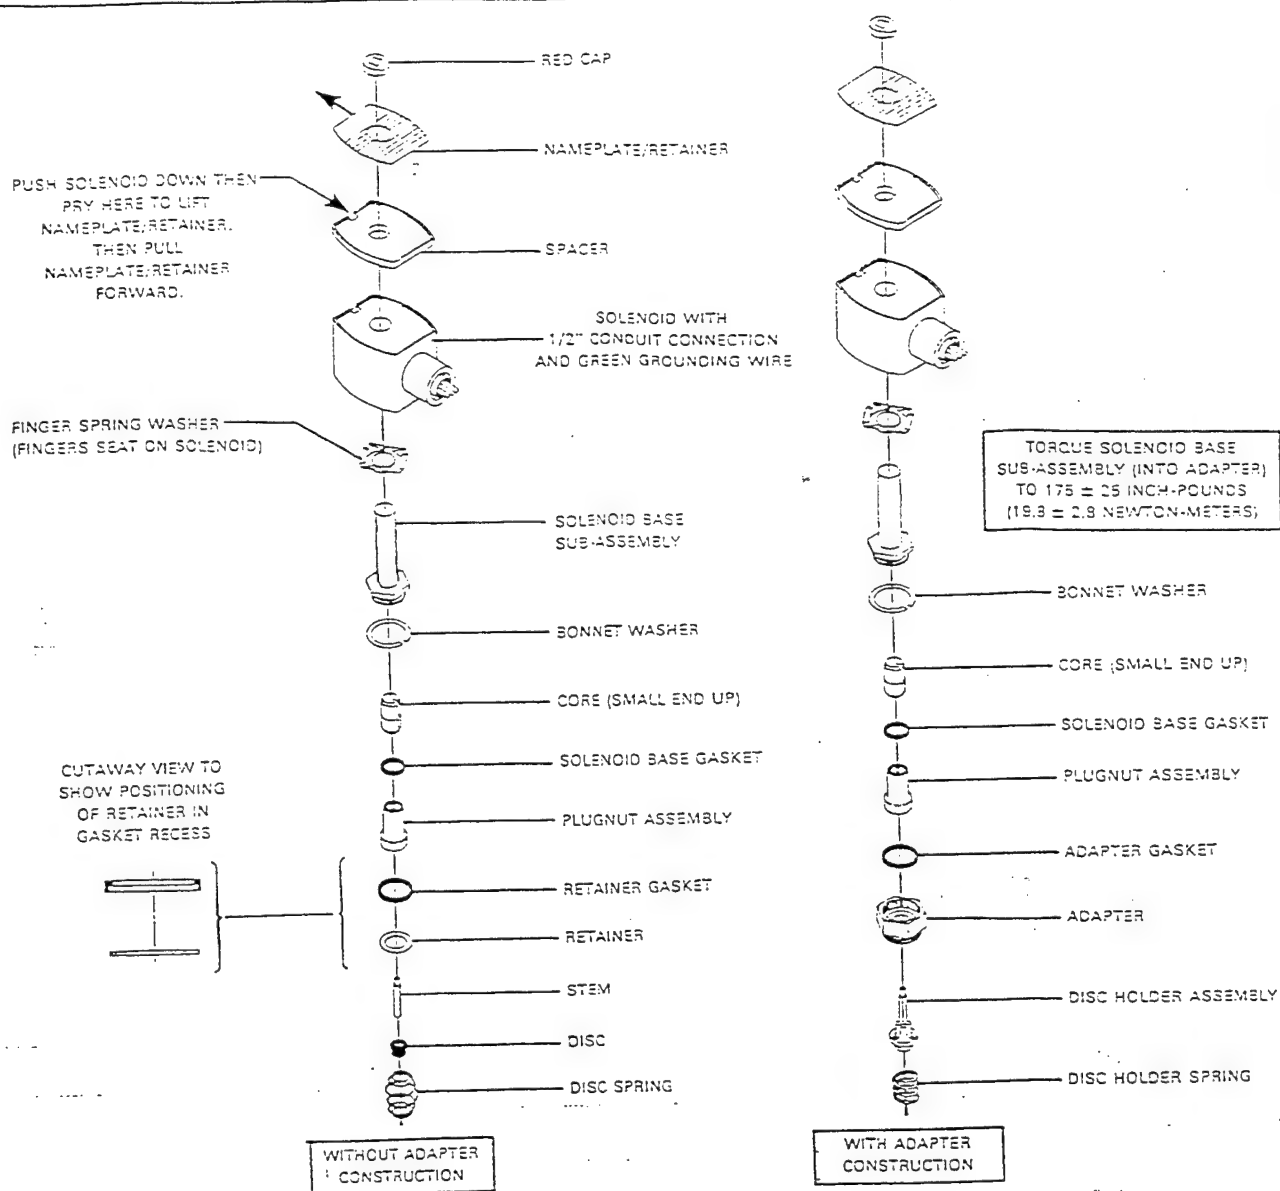 RED CAP
NAMEPLATE/RETAINER
PUSH SOLENOID DOWN THEN
PRY HERE TO LIFT
NAMEPLATE/RETAINER.
THEN PULL
NAMEPLATE/RETAINER
FORWARD.
SPACER
SOLENOID WITH
1/2" CONDUIT CONNECTION
AND GREEN GROUNDING WIRE
FINGER SPRING WASHER
(FINGERS SEAT ON SOLENOID)
SOLENOID BASE
SUB-ASSEMBLY
BONNET WASHER
CORE (SMALL END UP)
SOLENOID BASE GASKET
PLUGNUT ASSEMBLY
CUTAWAY VIEW TO
SHOW POSITIONING
OF RETAINER IN
GASKET RECESS
RETAINER GASKET
RETAINER
STEM
DISC
DISC SPRING
WITHOUT ADAPTER
CONSTRUCTION
TORQUE SOLENOID BASE
SUB-ASSEMBLY (INTO ADAPTER)
TO 175 ± 25 INCH-POUNDS
(19.8 ± 2.8 NEWTON-METERS)
BONNET WASHER
CORE (SMALL END UP)
SOLENOID BASE GASKET
PLUGNUT ASSEMBLY
ADAPTER GASKET
ADAPTER
DISC HOLDER ASSEMBLY
DISC HOLDER SPRING
WITH ADAPTER
CONSTRUCTION